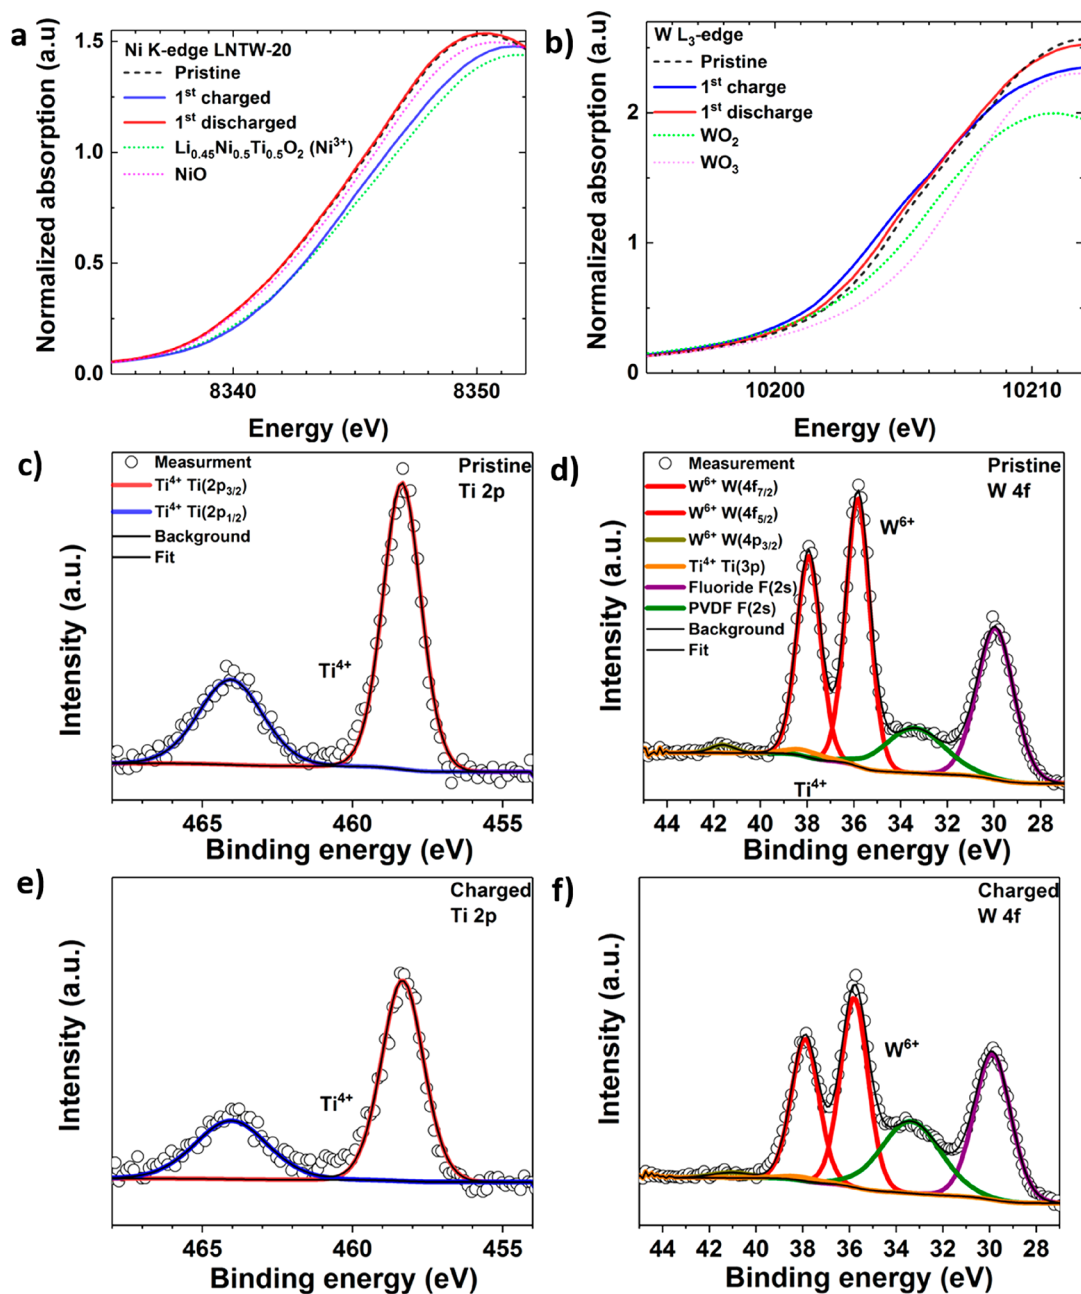 a
Ni K-edge LNTW-20
Pristine
1st charged
1st discharged
Li0.45Ni0.5Ti0.5O2 (Ni3+)
NiO
Normalized absorption (a.u)
1.5
1.0
0.5
0.0
8340
8350
Energy (eV)
b)
W L3-edge
Pristine
1st charge
1st discharge
WO2
WO3
Normalized absorption (a.u)
2
1
0
10200
10210
Energy (eV)
c)
Measurment
Ti4+ Ti(2p3/2)
Ti4+ Ti(2p1/2)
Background
Fit
Pristine
Ti 2p
Ti4+
Intensity (a.u.)
465
460
455
Binding energy (eV)
d)
Measurement
W6+ W(4f7/2)
W6+ W(4f5/2)
W6+ W(4p3/2)
Ti4+ Ti(3p)
Fluoride F(2s)
PVDF F(2s)
Background
Fit
Pristine
W 4f
W6+
Ti4+
Intensity (a.u.)
44 42 40 38 36 34 32 30 28
Binding energy (eV)
e)
Charged
Ti 2p
Ti4+
Intensity (a.u.)
465
460
455
Binding energy (eV)
f)
Charged
W 4f
W6+
Intensity (a.u.)
44 42 40 38 36 34 32 30 28
Binding energy (eV)